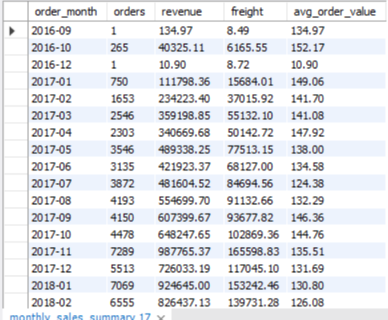 order_month orders revenue freight avg_order_value
2016-09 1 134.97 8.49 134.97
2016-10 265 40325.11 6165.55 152.17
2016-12 1 10.90 8.72 10.90
2017-01 750 111798.36 15684.01 149.06
2017-02 1653 234223.40 37015.92 141.70
2017-03 2546 359198.85 55132.10 141.08
2017-04 2303 340669.68 50142.72 147.92
2017-05 3546 489338.25 77513.15 138.00
2017-06 3135 421923.37 68127.00 134.58
2017-07 3872 481604.52 84694.56 124.38
2017-08 4193 554699.70 91132.66 132.29
2017-09 4150 607399.67 93677.82 146.36
2017-10 4478 648247.65 102869.36 144.76
2017-11 7289 987765.37 165598.83 135.51
2017-12 5513 726033.19 117045.10 131.69
2018-01 7069 924645.00 153242.46 130.80
2018-02 6555 826437.13 139731.28 126.08
monthly_sales_summary 17